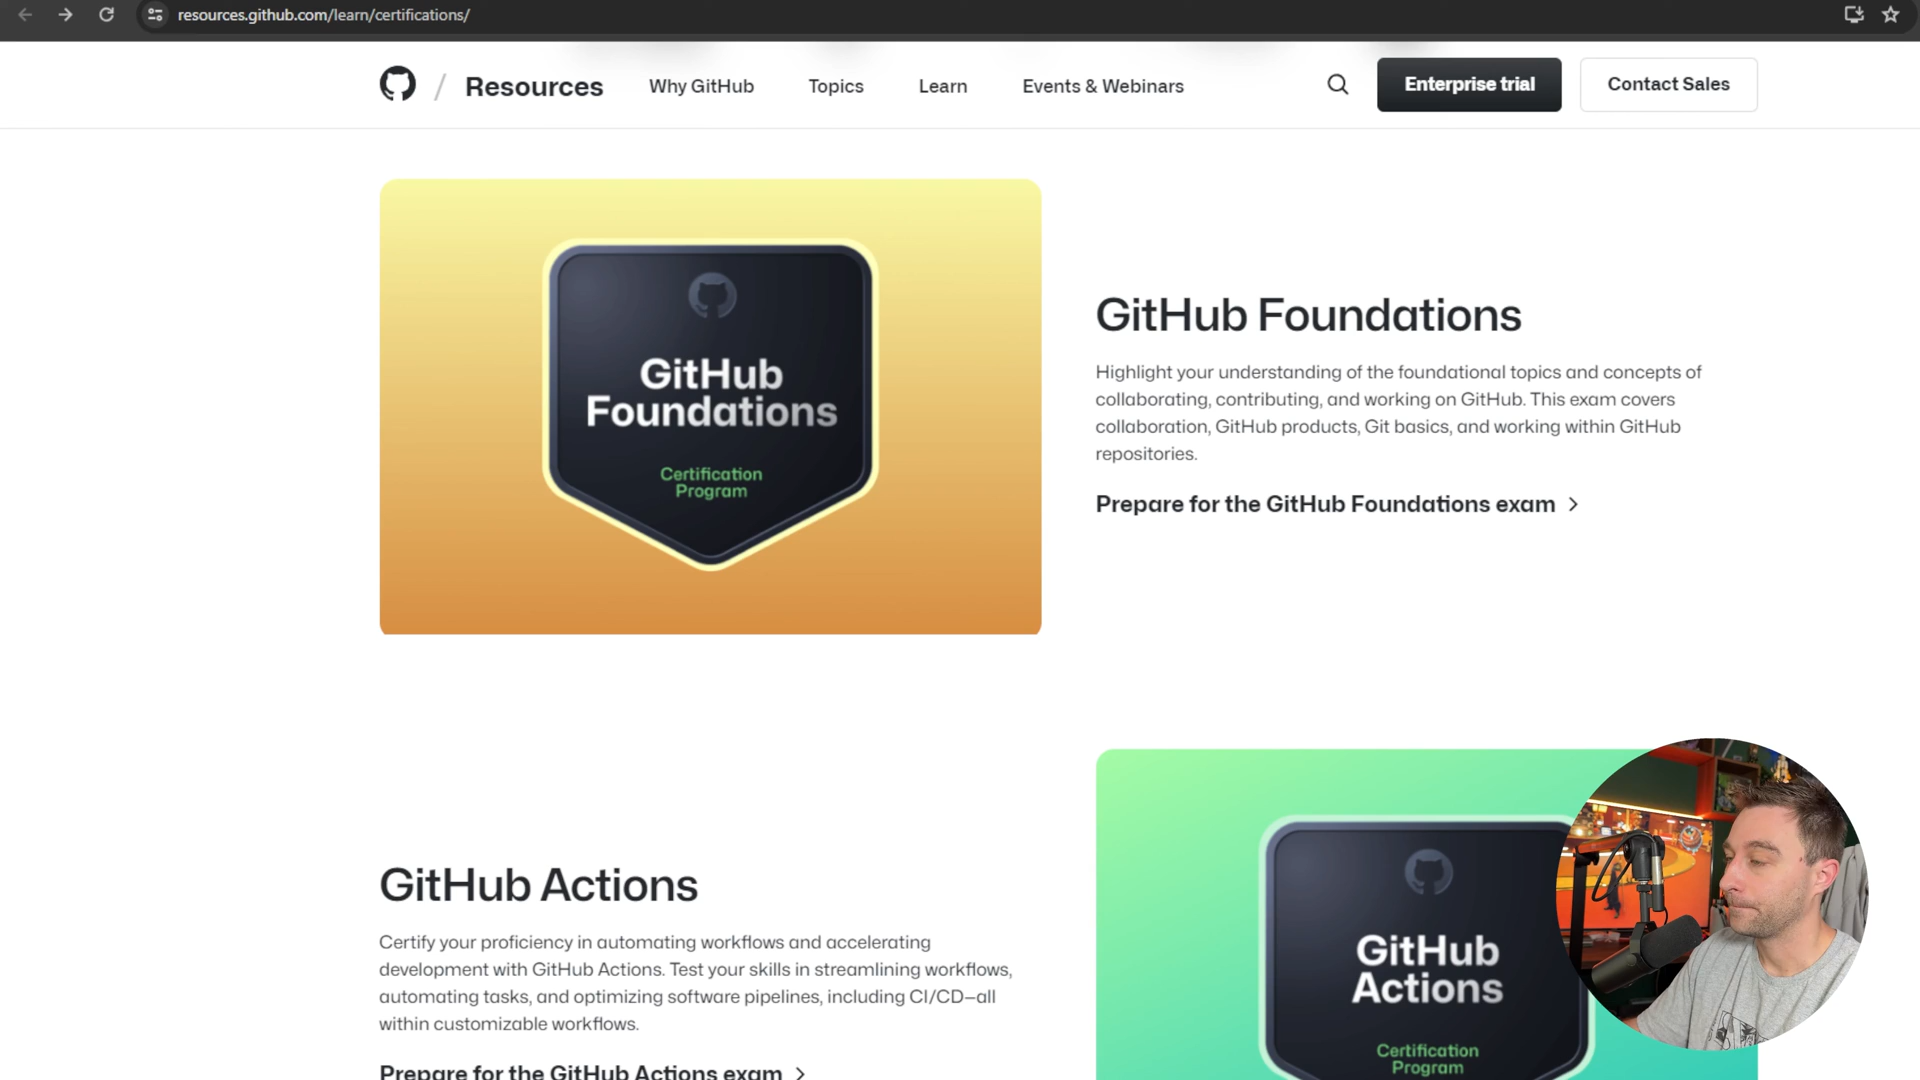 resources.github.com/learn/certifications/
/ Resources
Why GitHub
Topics
Learn
Events & Webinars
Enterprise trial
Contact Sales
GitHub
Foundations
Certification
Program
GitHub Foundations
Highlight your understanding of the foundational topics and concepts of
collaborating, contributing, and working on GitHub. This exam covers
collaboration, GitHub products, Git basics, and working within GitHub
repositories.
Prepare for the GitHub Foundations exam
GitHub Actions
Certify your proficiency in automating workflows and accelerating
development with GitHub Actions. Test your skills in streamlining workflows,
automating tasks, and optimizing software pipelines, including CI/CD—all
within customizable workflows.
Prepare for the GitHub Actions exam
GitHub
Actions
Certification
Program